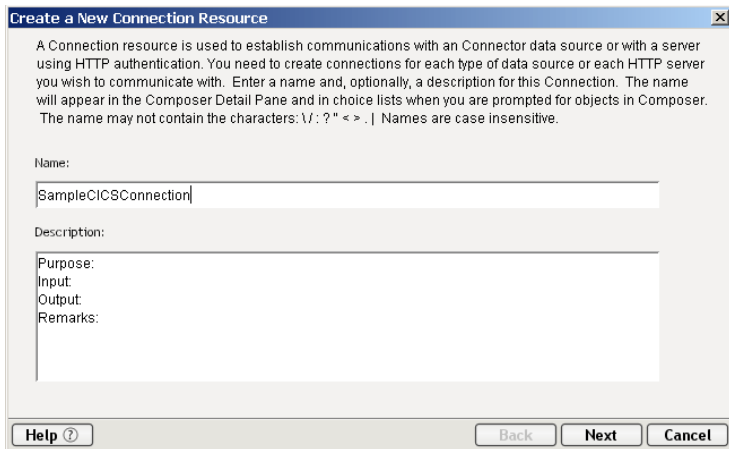 Create a New Connection Resource
A Connection resource is used to establish communications with an Connector data source or with a server
using HTTP authentication. You need to create connections for each type of data source or each HTTP server
you wish to communicate with. Enter a name and, optionally, a description for this Connection. The name
will appear in the Composer Detail Pane and in choice lists when you are prompted for objects in Composer.
The name may not contain the characters: \ / : ? " < > . | Names are case insensitive.
Name:
SampleCICSConnection
Description:
Purpose:
Input:
Output:
Remarks:
Help ? Back Next Cancel